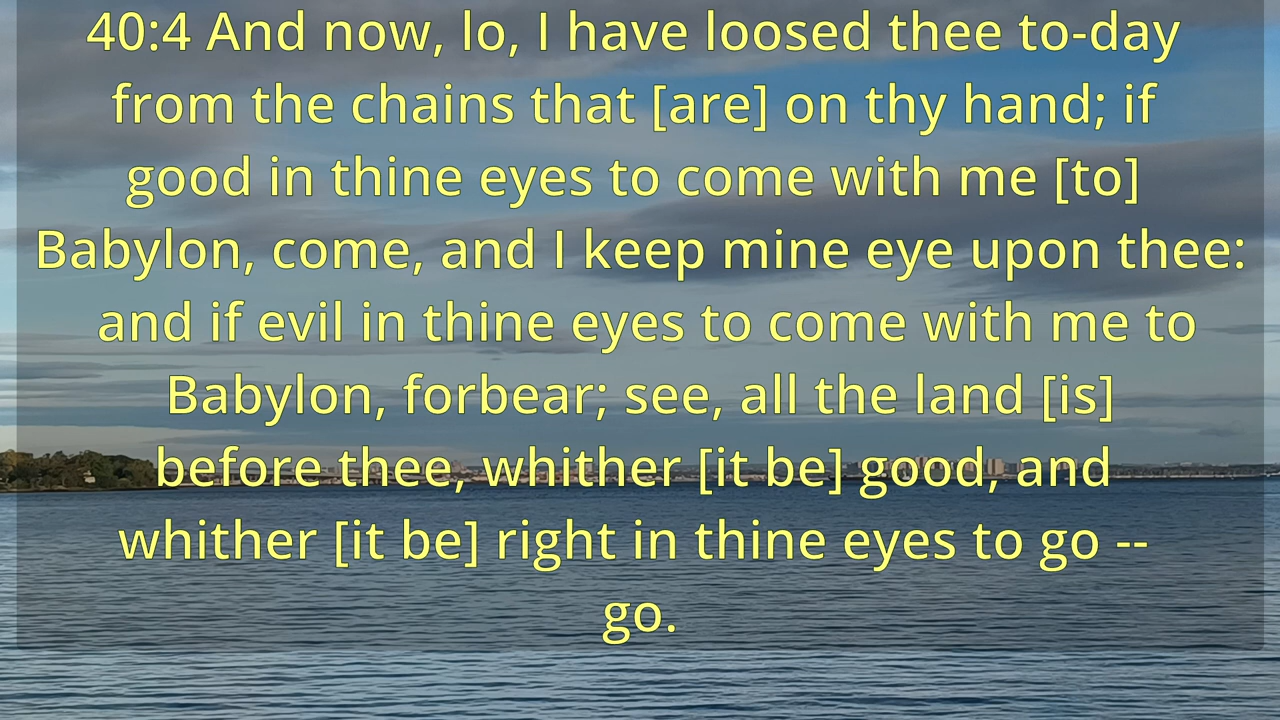 40:4 And now, lo, I have loosed thee to-day
from the chains that [are] on thy hand; if
good in thine eyes to come with me [to]
Babylon, come, and I keep mine eye upon thee:
and if evil in thine eyes to come with me to
Babylon, forbear; see, all the land [is]
before thee, whither [it be] good, and
whither [it be] right in thine eyes to go --
go.